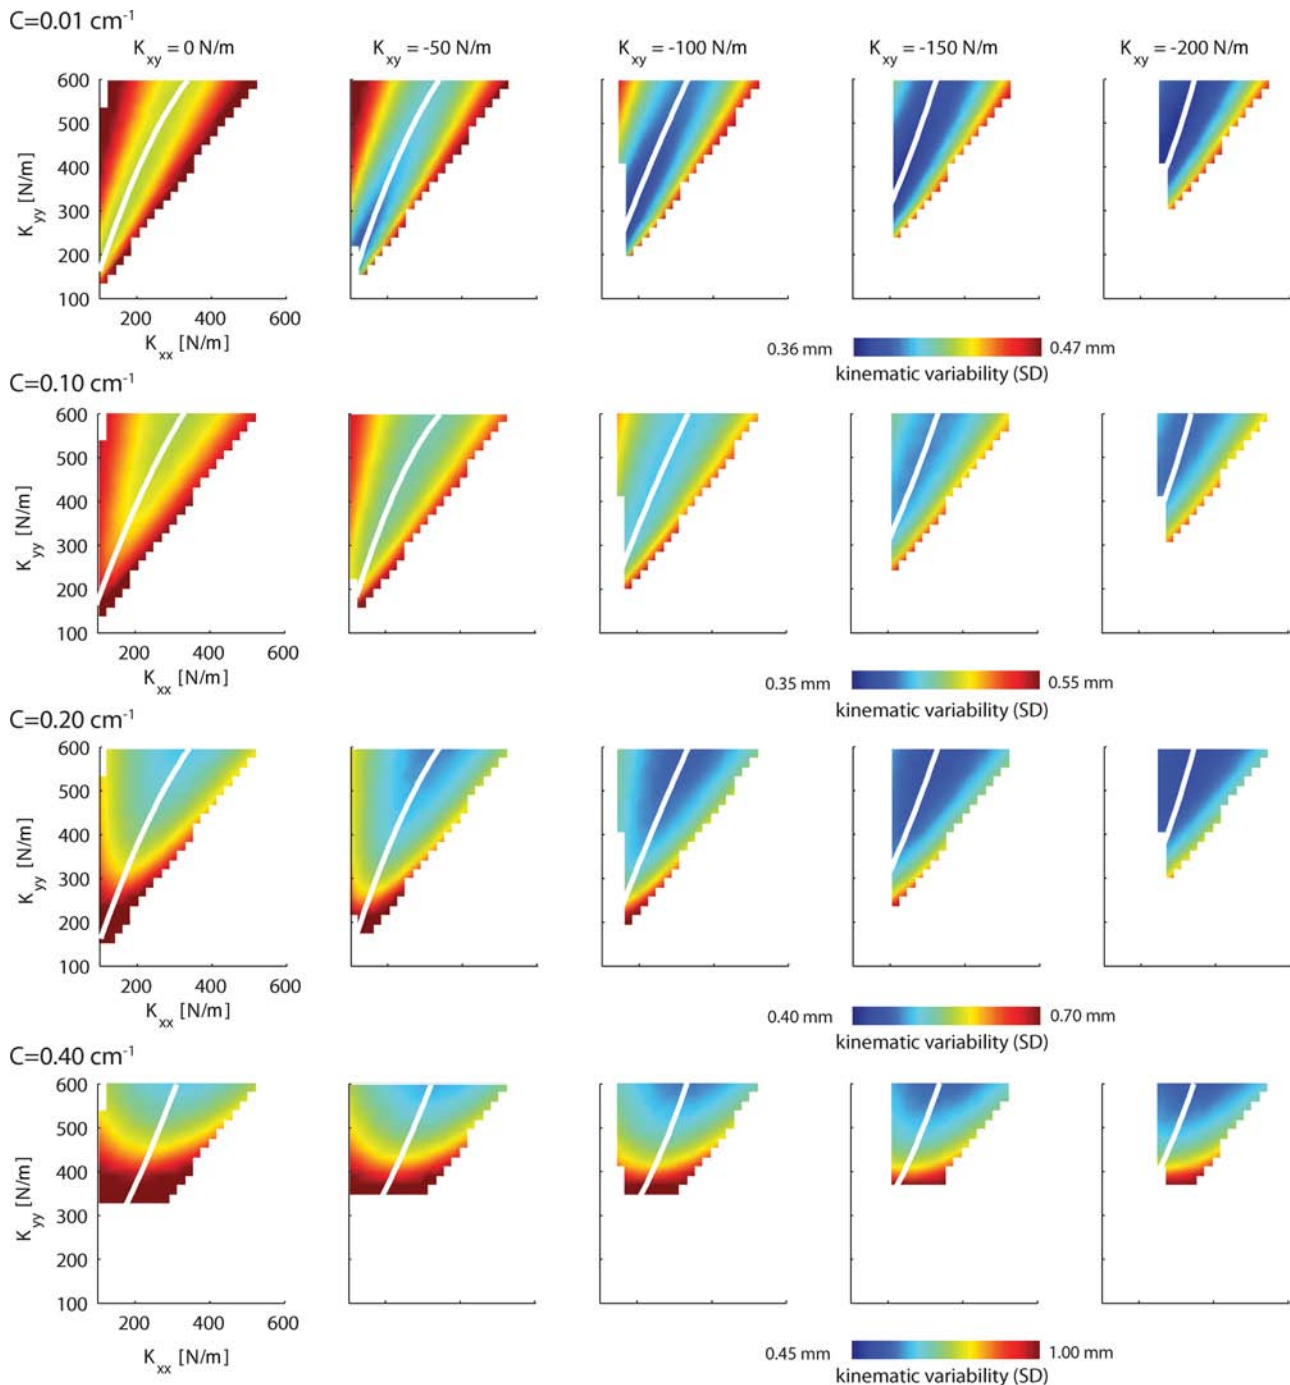 C=0.01 cm-1
Kxy = 0 N/m Kxy = -50 N/m Kxy = -100 N/m Kxy = -150 N/m Kxy = -200 N/m
600
500
400
300
200
100
Kyy [N/m]
200 400 600
Kxx [N/m]
0.36 mm 0.47 mm
kinematic variability (SD)
C=0.10 cm-1
600
500
400
300
200
100
Kyy [N/m]
200 400 600
Kxx [N/m]
0.35 mm 0.55 mm
kinematic variability (SD)
C=0.20 cm-1
600
500
400
300
200
100
Kyy [N/m]
200 400 600
Kxx [N/m]
0.40 mm 0.70 mm
kinematic variability (SD)
C=0.40 cm-1
600
500
400
300
200
100
Kyy [N/m]
200 400 600
Kxx [N/m]
0.45 mm 1.00 mm
kinematic variability (SD)